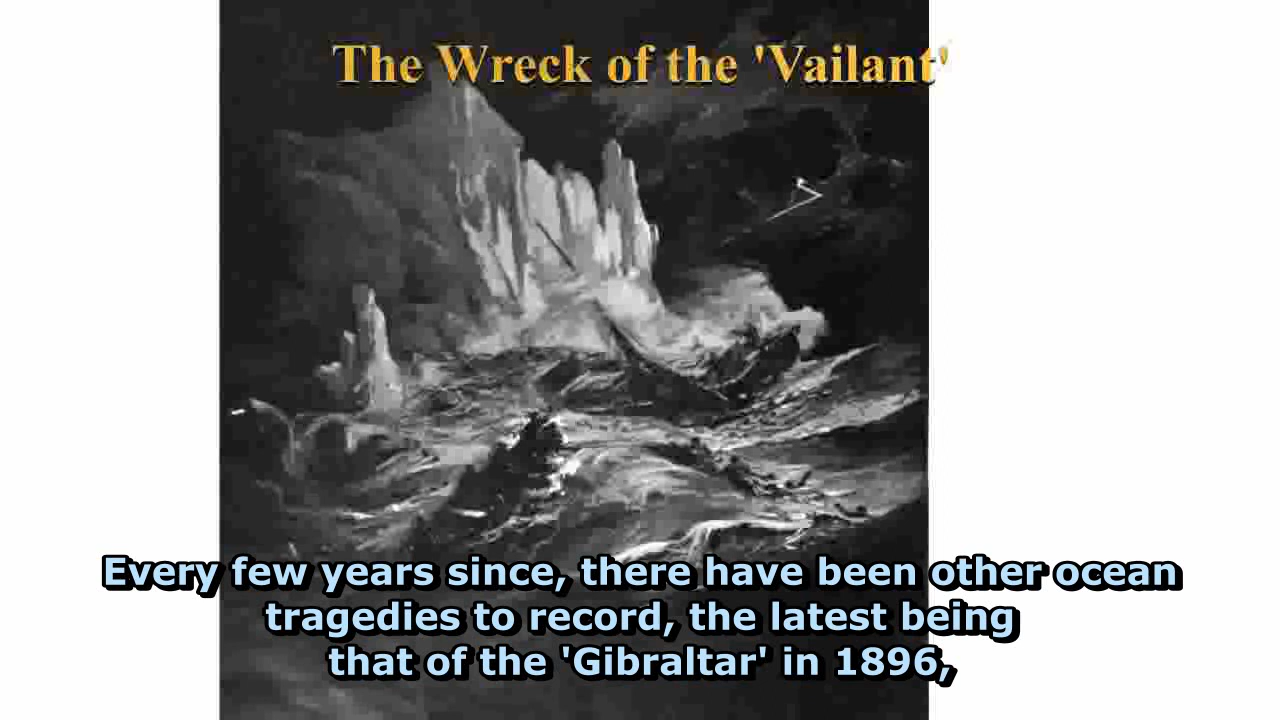 The Wreck of the 'Vailant'
Every few years since, there have been other ocean
tragedies to record, the latest being
that of the 'Gibraltar' in 1896,